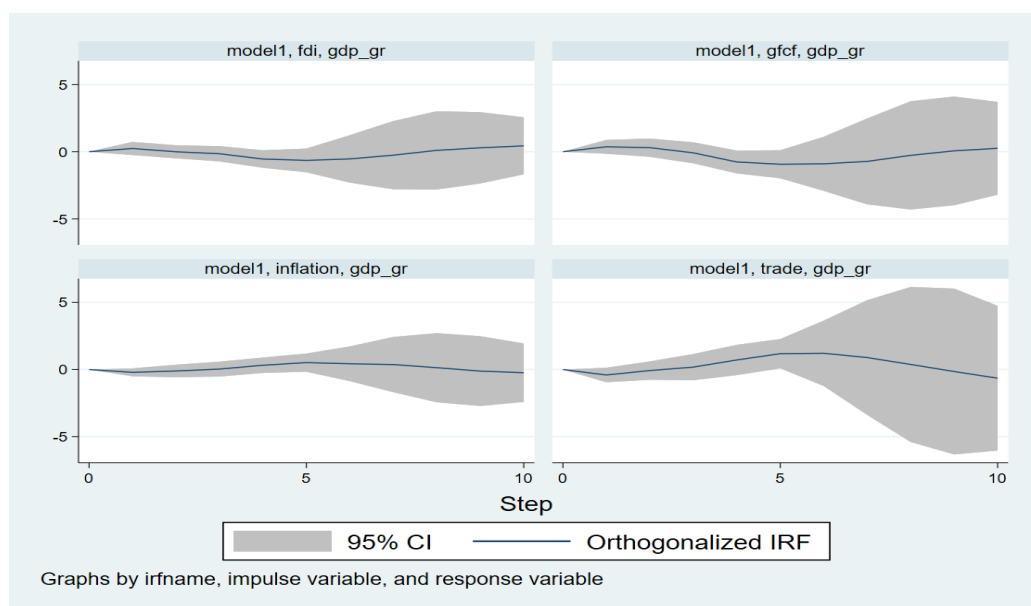 model1, fdi, gdp_gr
model1, gfcf, gdp_gr
5
0
-5
model1, inflation, gdp_gr
model1, trade, gdp_gr
5
0
-5
0
5
10
0
5
10
Step
95% CI
Orthogonalized IRF
Graphs by irfname, impulse variable, and response variable